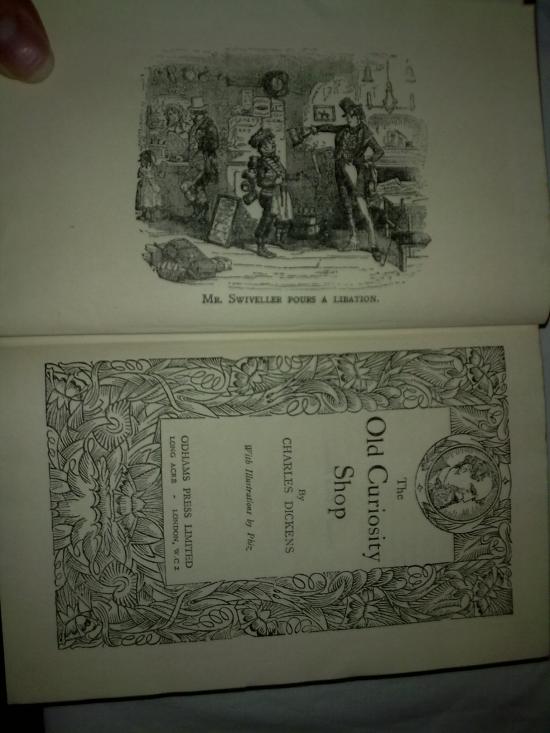 MR. SWIVELLER POURS A LIBATION.
The
Old Curiosity
Shop
By
CHARLES DICKENS
With Illustrations by Phiz
ODHAMS PRESS LIMITED
LONG ACRE - LONDON, W.C 2